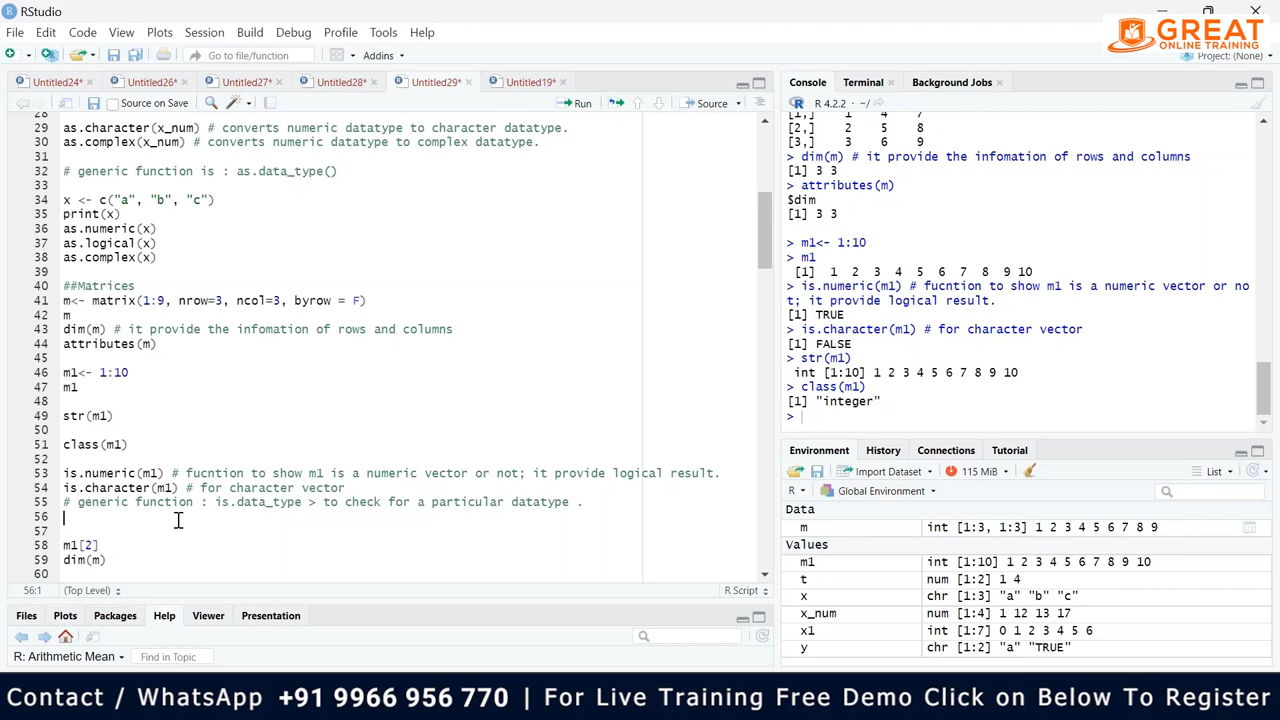 RStudio
File Edit Code View Plots Session Build Debug Profile Tools Help
GREAT
ONLINE TRAINING
Go to file/function
Addins
Project: (None)
Untitled24* Untitled26* Untitled27* Untitled28* Untitled29* Untitled19*
Source on Save Run Source
28
29 as.character(x_num) # converts numeric datatype to character datatype.
30 as.complex(x_num) # converts numeric datatype to complex datatype.
31
32 # generic function is : as.data_type()
33
34 x <- c("a", "b", "c")
35 print(x)
36 as.numeric(x)
37 as.logical(x)
38 as.complex(x)
39
40 ##Matrices
41 m<- matrix(1:9, nrow=3, ncol=3, byrow = F)
42 m
43 dim(m) # it provide the infomation of rows and columns
44 attributes(m)
45
46 m1<- 1:10
47 m1
48
49 str(m1)
50
51 class(m1)
52
53 is.numeric(m1) # fucntion to show m1 is a numeric vector or not; it provide logical result.
54 is.character(m1) # for character vector
55 # generic function : is.data_type > to check for a particular datatype .
56
57
58 m1[2]
59 dim(m)
60
56:1 (Top Level) R Script
Files Plots Packages Help Viewer Presentation
R: Arithmetic Mean Find in Topic
Console Terminal Background Jobs
R 4.2.2 · ~/
[1,] 1 4 7
[2,] 2 5 8
[3,] 3 6 9
> dim(m) # it provide the infomation of rows and columns
[1] 3 3
> attributes(m)
$dim
[1] 3 3
> m1<- 1:10
> m1
[1] 1 2 3 4 5 6 7 8 9 10
> is.numeric(m1) # fucntion to show m1 is a numeric vector or no
t; it provide logical result.
[1] TRUE
> is.character(m1) # for character vector
[1] FALSE
> str(m1)
int [1:10] 1 2 3 4 5 6 7 8 9 10
> class(m1)
[1] "integer"
>
Environment History Connections Tutorial
Import Dataset 115 MiB List
R Global Environment
Data
m int [1:3, 1:3] 1 2 3 4 5 6 7 8 9
Values
m1 int [1:10] 1 2 3 4 5 6 7 8 9 10
t num [1:2] 1 4
x chr [1:3] "a" "b" "c"
x_num num [1:4] 1 12 13 17
x1 int [1:7] 0 1 2 3 4 5 6
y chr [1:2] "a" "TRUE"
Contact / WhatsApp +91 9966 956 770 | For Live Training Free Demo Click on Below To Register